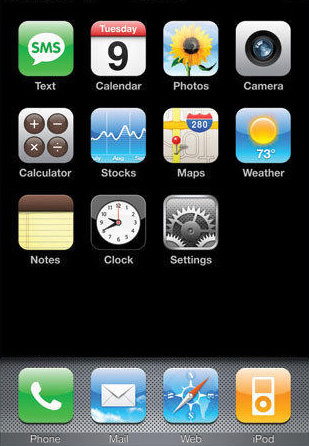 SMS
Tuesday
9
Text
Calendar
Photos
Camera
280
73°
Calculator
Stocks
Maps
Weather
Notes
Clock
Settings
Phone
Mail
Web
iPod